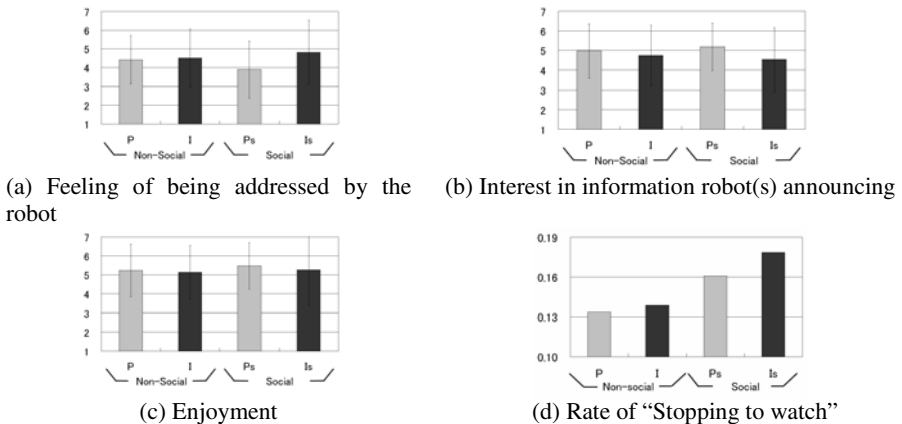 7
6
5
4
3
2
1
P I Ps Is
Non-Social Social
(a) Feeling of being addressed by the
robot
7
6
5
4
3
2
1
P I Ps Is
Non-Social Social
(b) Interest in information robot(s) announcing
7
6
5
4
3
2
1
P I Ps Is
Non-Social Social
(c) Enjoyment
0.19
0.16
0.13
0.10
P I Ps Is
Non-social Social
(d) Rate of “Stopping to watch”